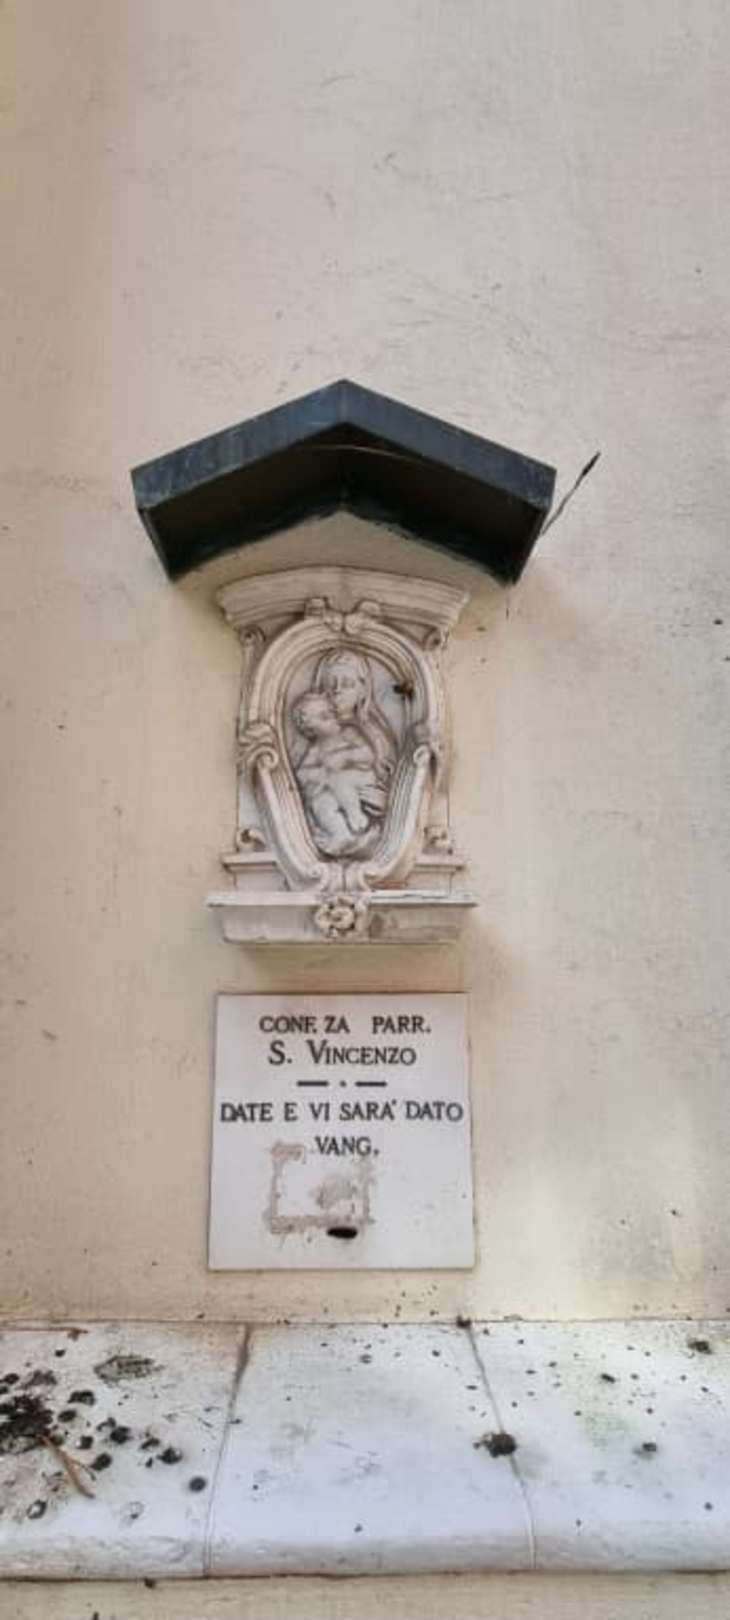 CONF.ZA PARR.
S. VINCENZO
DATE E VI SARA' DATO
VANG.